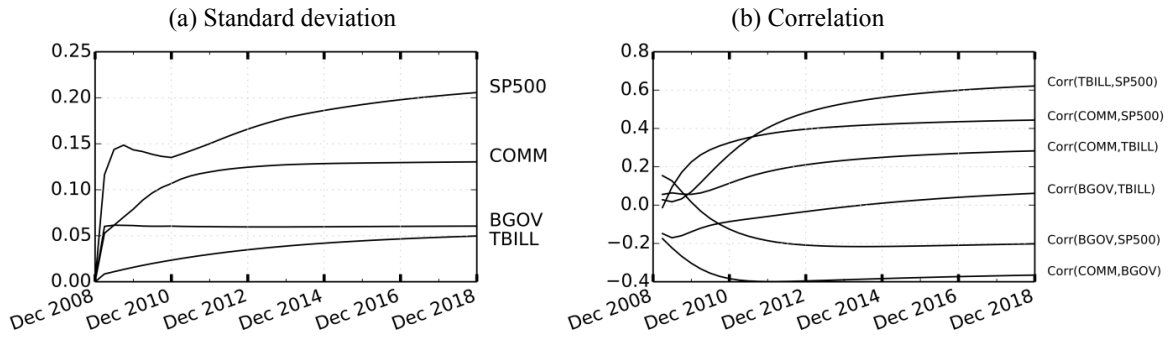 (a) Standard deviation
0.25
0.20
0.15
0.10
0.05
0.00
SP500
COMM
BGOV
TBILL
Dec 2008
Dec 2010
Dec 2012
Dec 2014
Dec 2016
Dec 2018
(b) Correlation
0.8
0.6
0.4
0.2
0.0
−0.2
−0.4
Corr(TBILL,SP500)
Corr(COMM,SP500)
Corr(COMM,TBILL)
Corr(BGOV,TBILL)
Corr(BGOV,SP500)
Corr(COMM,BGOV)
Dec 2008
Dec 2010
Dec 2012
Dec 2014
Dec 2016
Dec 2018